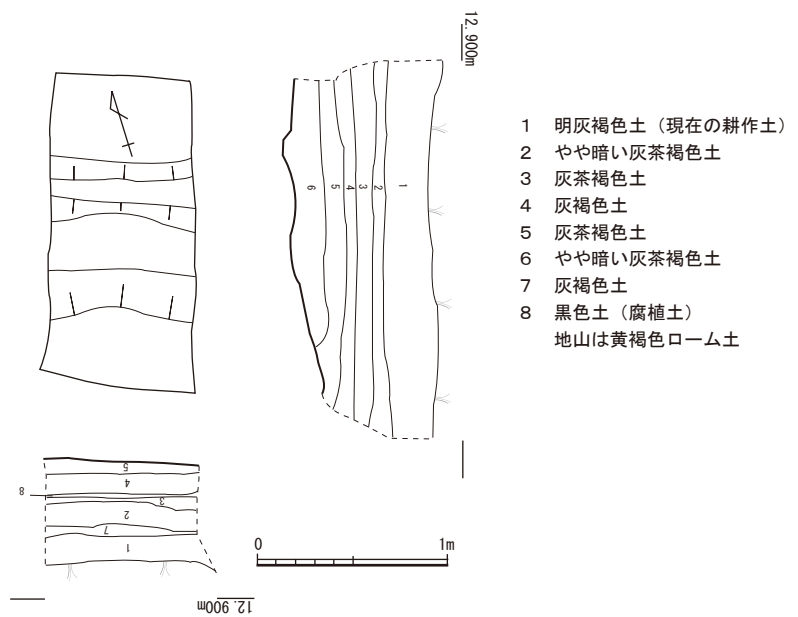 12.900m
1 明灰褐色土（現在の耕作土）
2 やや暗い灰茶褐色土
3 灰茶褐色土
4 灰褐色土
5 灰茶褐色土
6 やや暗い灰茶褐色土
7 灰褐色土
8 黒色土（腐植土）
地山は黄褐色ローム土
6 5 4 3 2 1
5
4
8
3
2
7
1
0 1m
12.900m